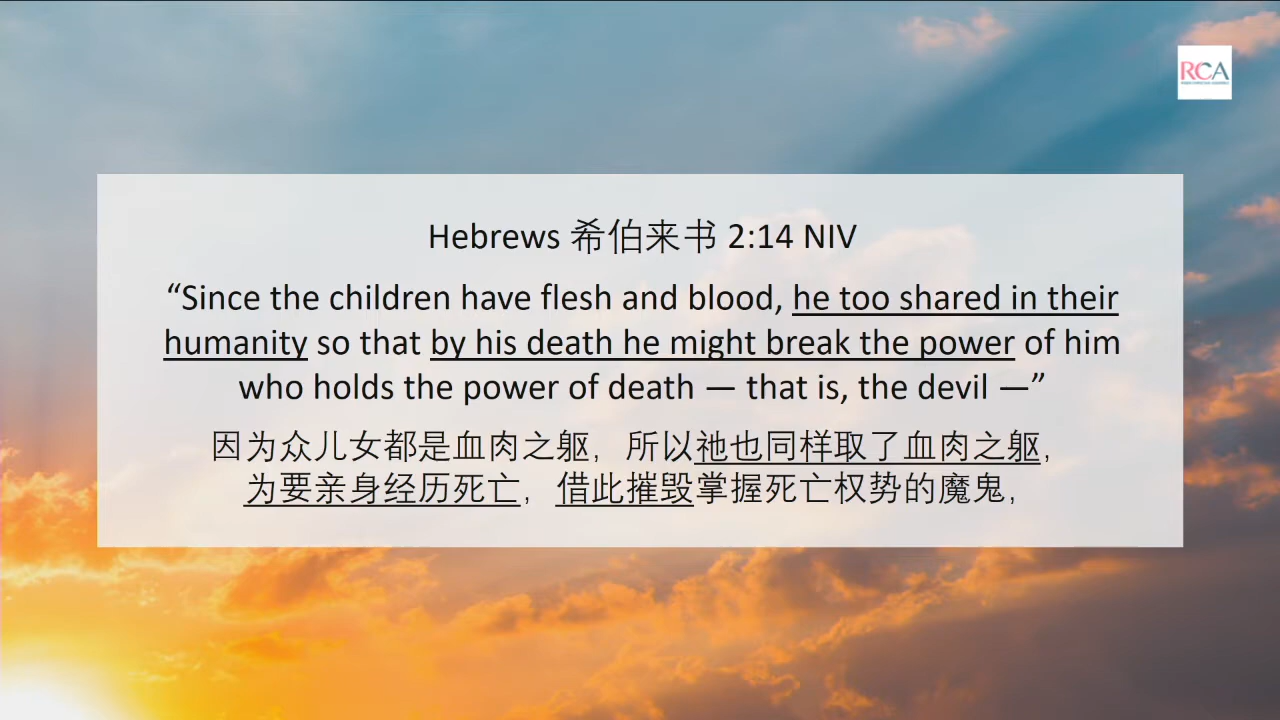 RCA
Hebrews 希伯来书 2:14 NIV
“Since the children have flesh and blood, he too shared in their
humanity so that by his death he might break the power of him
who holds the power of death — that is, the devil —”
因为众儿女都是血肉之躯，所以祂也同样取了血肉之躯，
为要亲身经历死亡，借此摧毁掌握死亡权势的魔鬼，